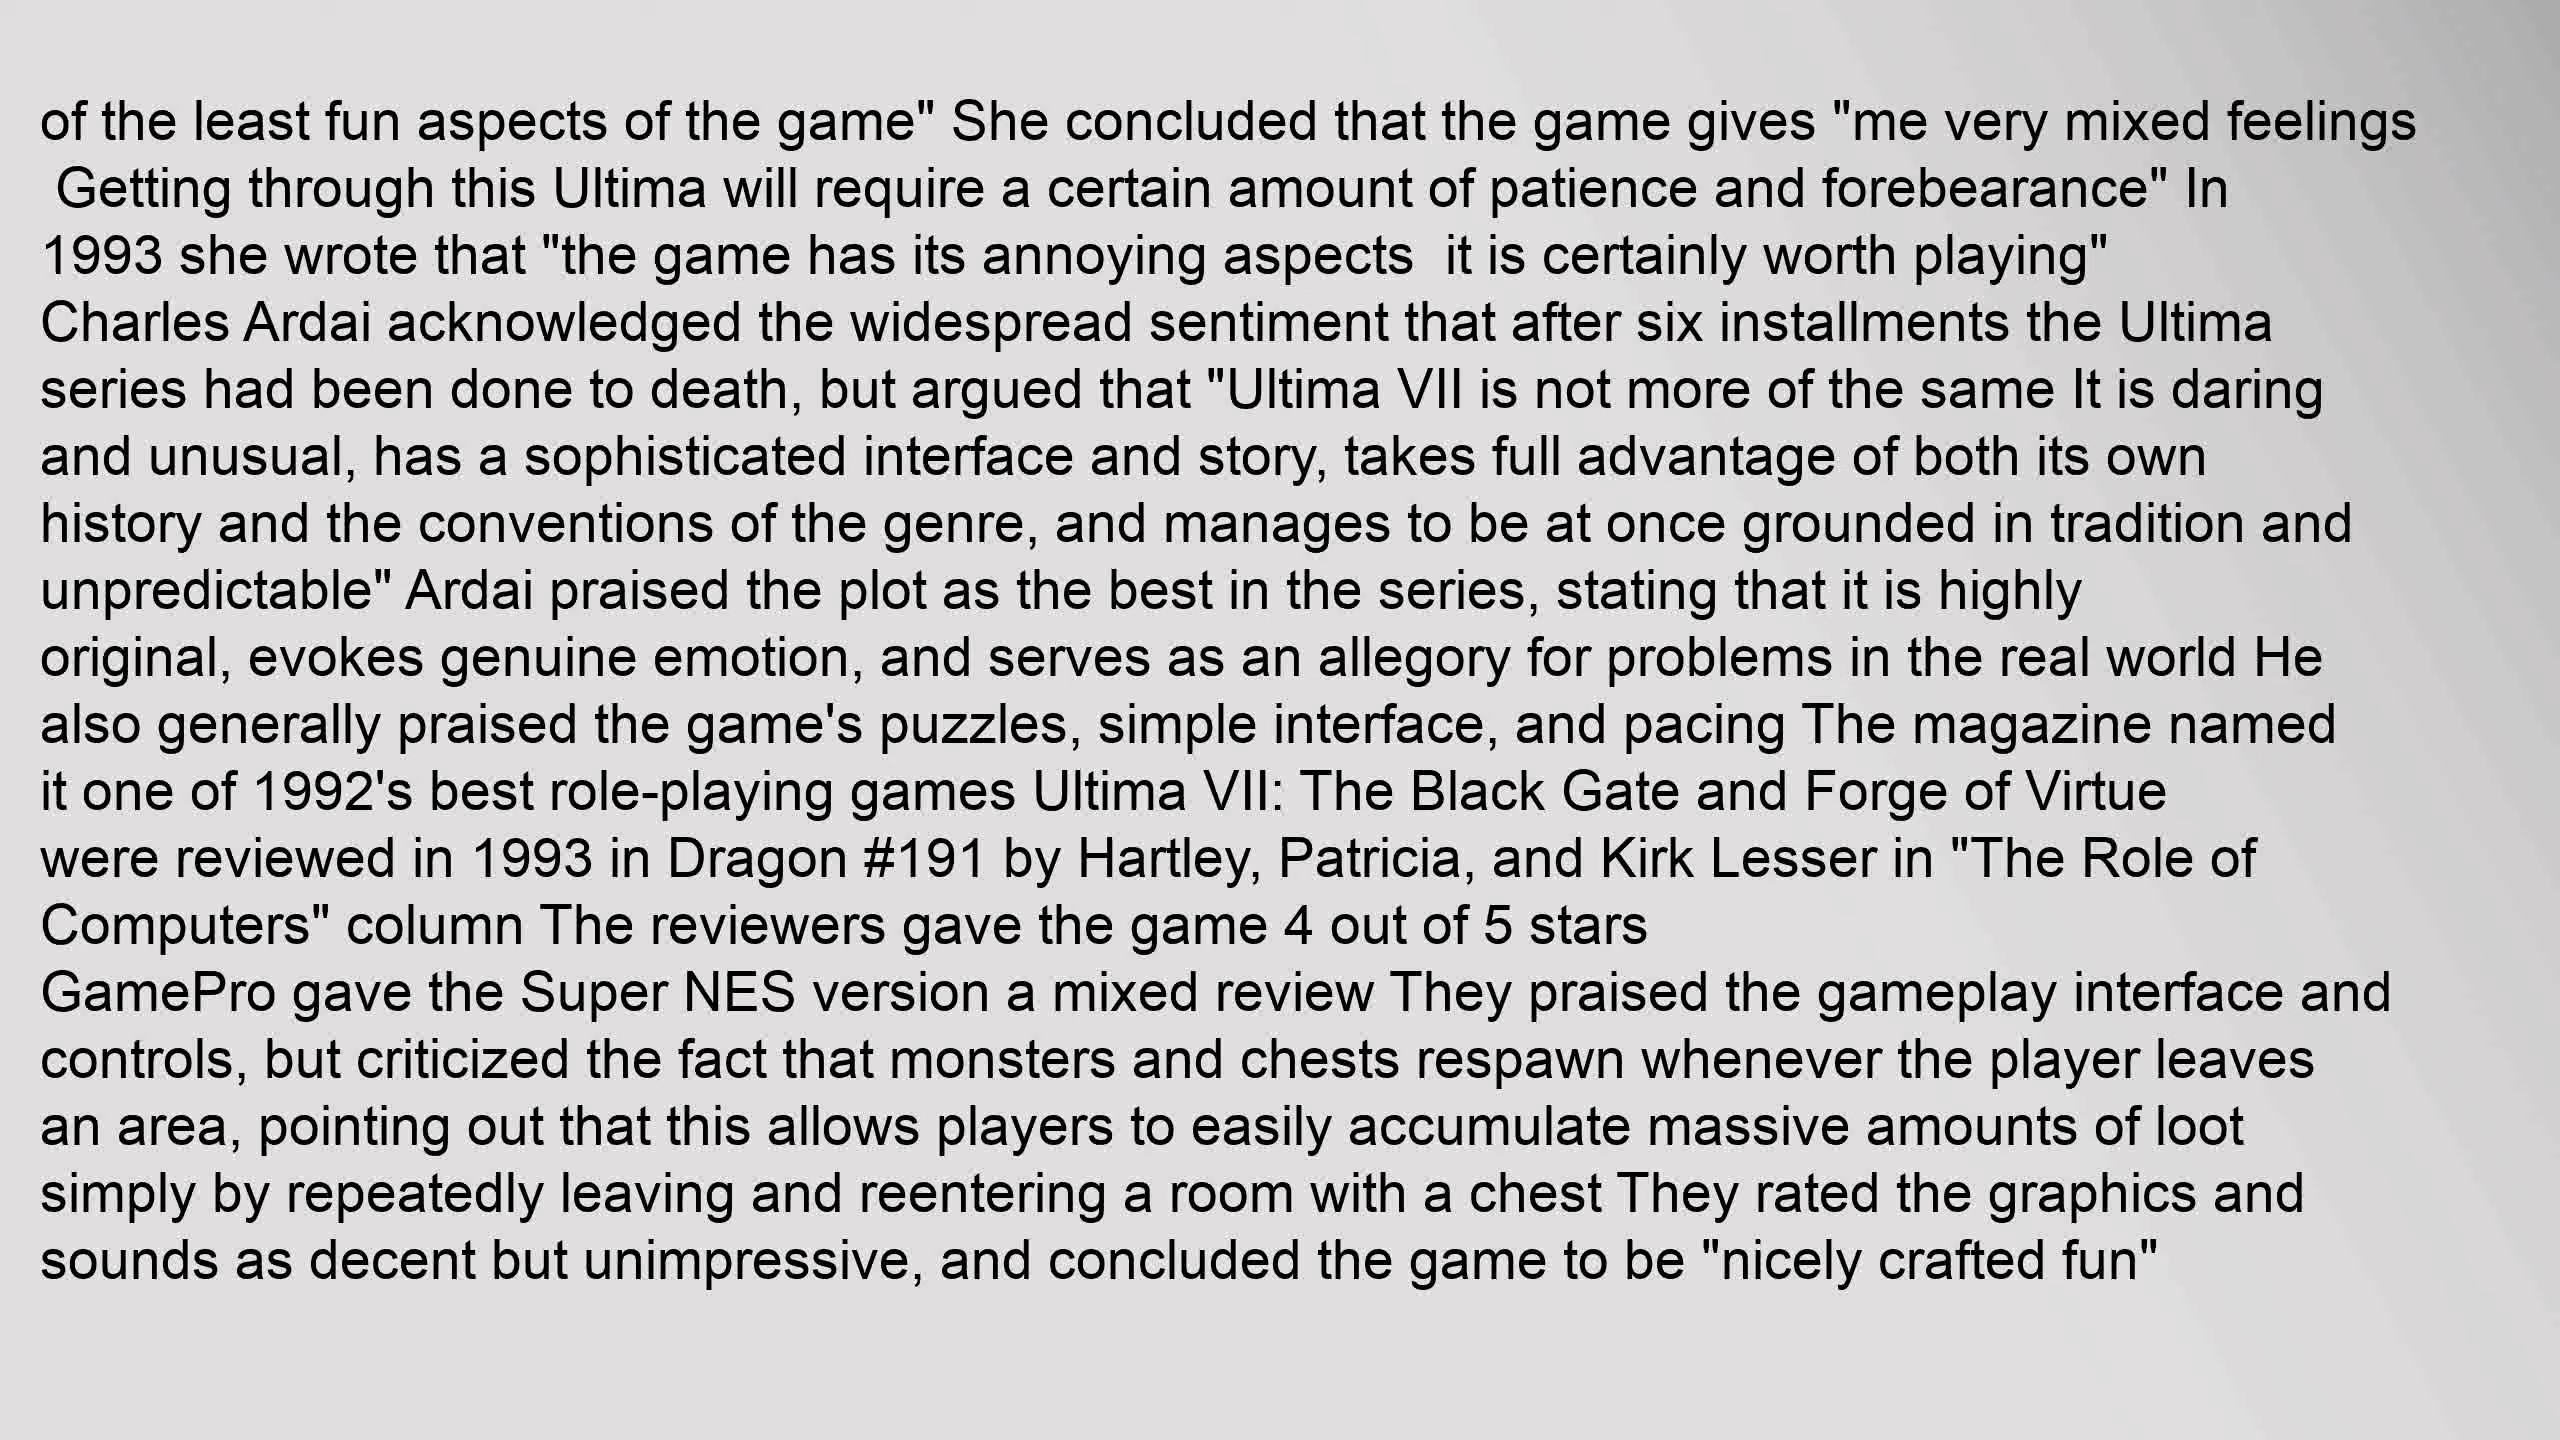 of the least fun aspects of the game" She concluded that the game gives "me very mixed feelings
Getting through this Ultima will require a certain amount of patience and forebearance" In
1993 she wrote that "the game has its annoying aspects  it is certainly worth playing"
Charles Ardai acknowledged the widespread sentiment that after six installments the Ultima
series had been done to death, but argued that "Ultima VII is not more of the same It is daring
and unusual, has a sophisticated interface and story, takes full advantage of both its own
history and the conventions of the genre, and manages to be at once grounded in tradition and
unpredictable" Ardai praised the plot as the best in the series, stating that it is highly
original, evokes genuine emotion, and serves as an allegory for problems in the real world He
also generally praised the game's puzzles, simple interface, and pacing The magazine named
it one of 1992's best role-playing games Ultima VII: The Black Gate and Forge of Virtue
were reviewed in 1993 in Dragon #191 by Hartley, Patricia, and Kirk Lesser in "The Role of
Computers" column The reviewers gave the game 4 out of 5 stars
GamePro gave the Super NES version a mixed review They praised the gameplay interface and
controls, but criticized the fact that monsters and chests respawn whenever the player leaves
an area, pointing out that this allows players to easily accumulate massive amounts of loot
simply by repeatedly leaving and reentering a room with a chest They rated the graphics and
sounds as decent but unimpressive, and concluded the game to be "nicely crafted fun"